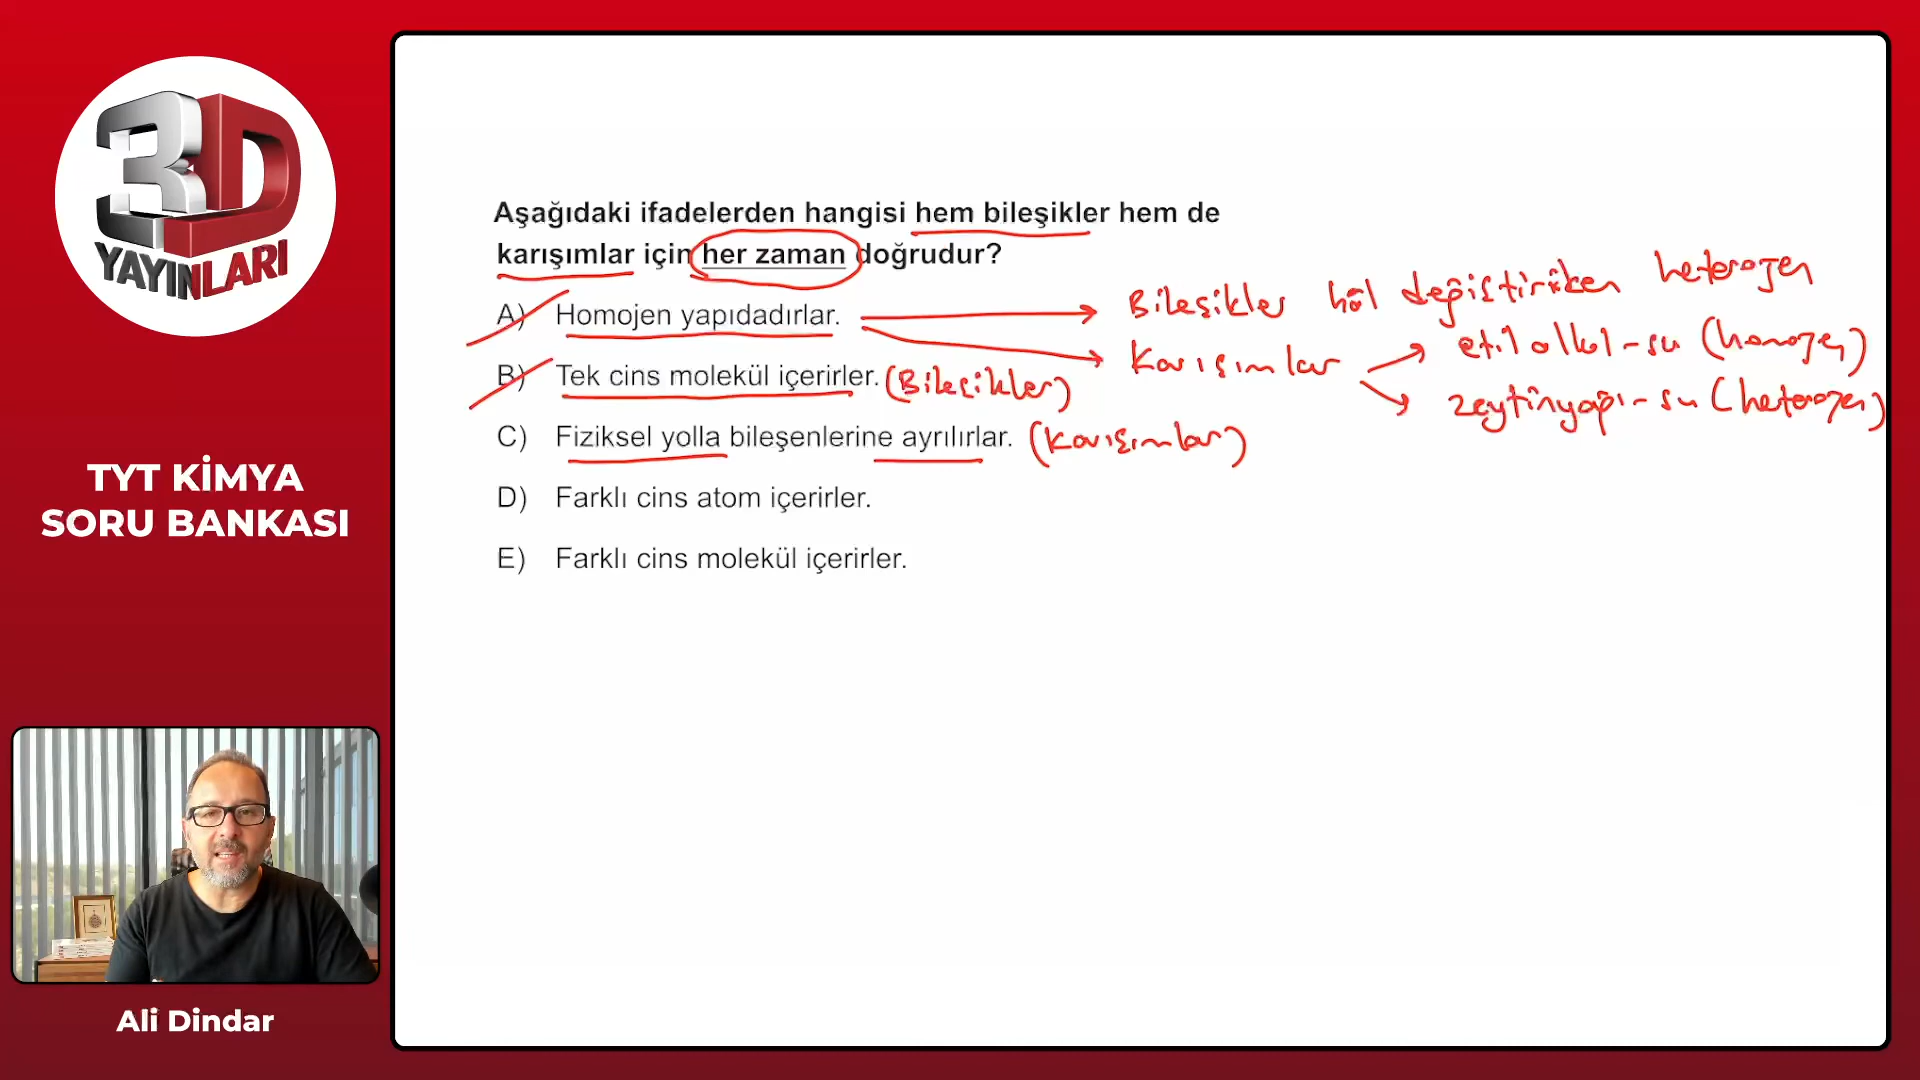 3D
YAYINLARI
TYT KİMYA
SORU BANKASI
Ali Dindar
Aşağıdaki ifadelerden hangisi hem bileşikler hem de
karışımlar için her zaman doğrudur?
A) Homojen yapıdadırlar.
Bileşikler hâl değiştirirken heterojen
Karışımlar
etil alkol-su (homojen)
zeytinyağı-su (heterojen)
B) Tek cins molekül içerirler. (Bileşikler)
C) Fiziksel yolla bileşenlerine ayrılırlar. (Karışımlar)
D) Farklı cins atom içerirler.
E) Farklı cins molekül içerirler.